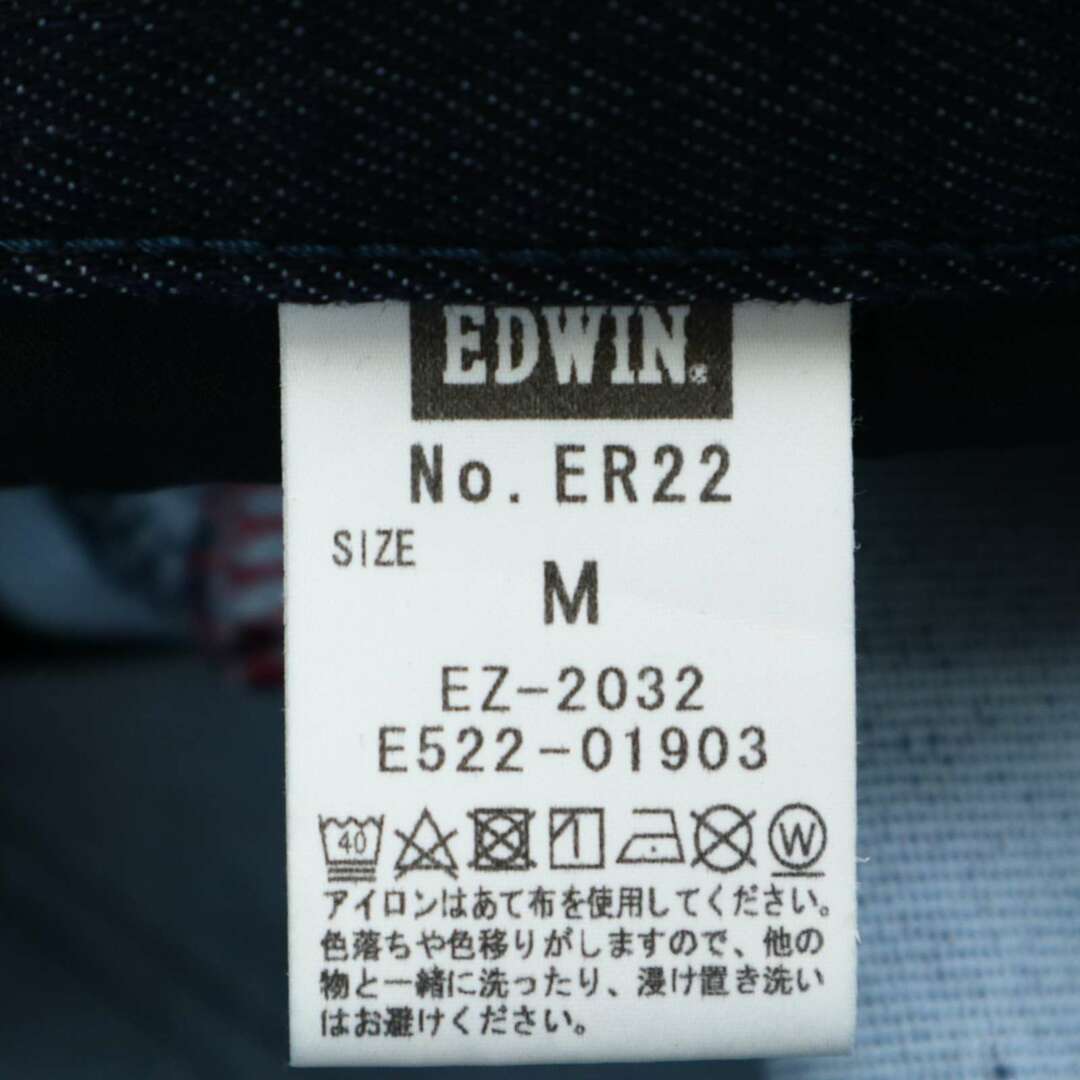 EDWIN®
No. ER22
SIZE
M
EZ-2032
E522-01903
40 W
アイロンはあて布を使用してください。
色落ちや色移りがしますので、他の
物と一緒に洗ったり、浸け置き洗い
はお避けください。